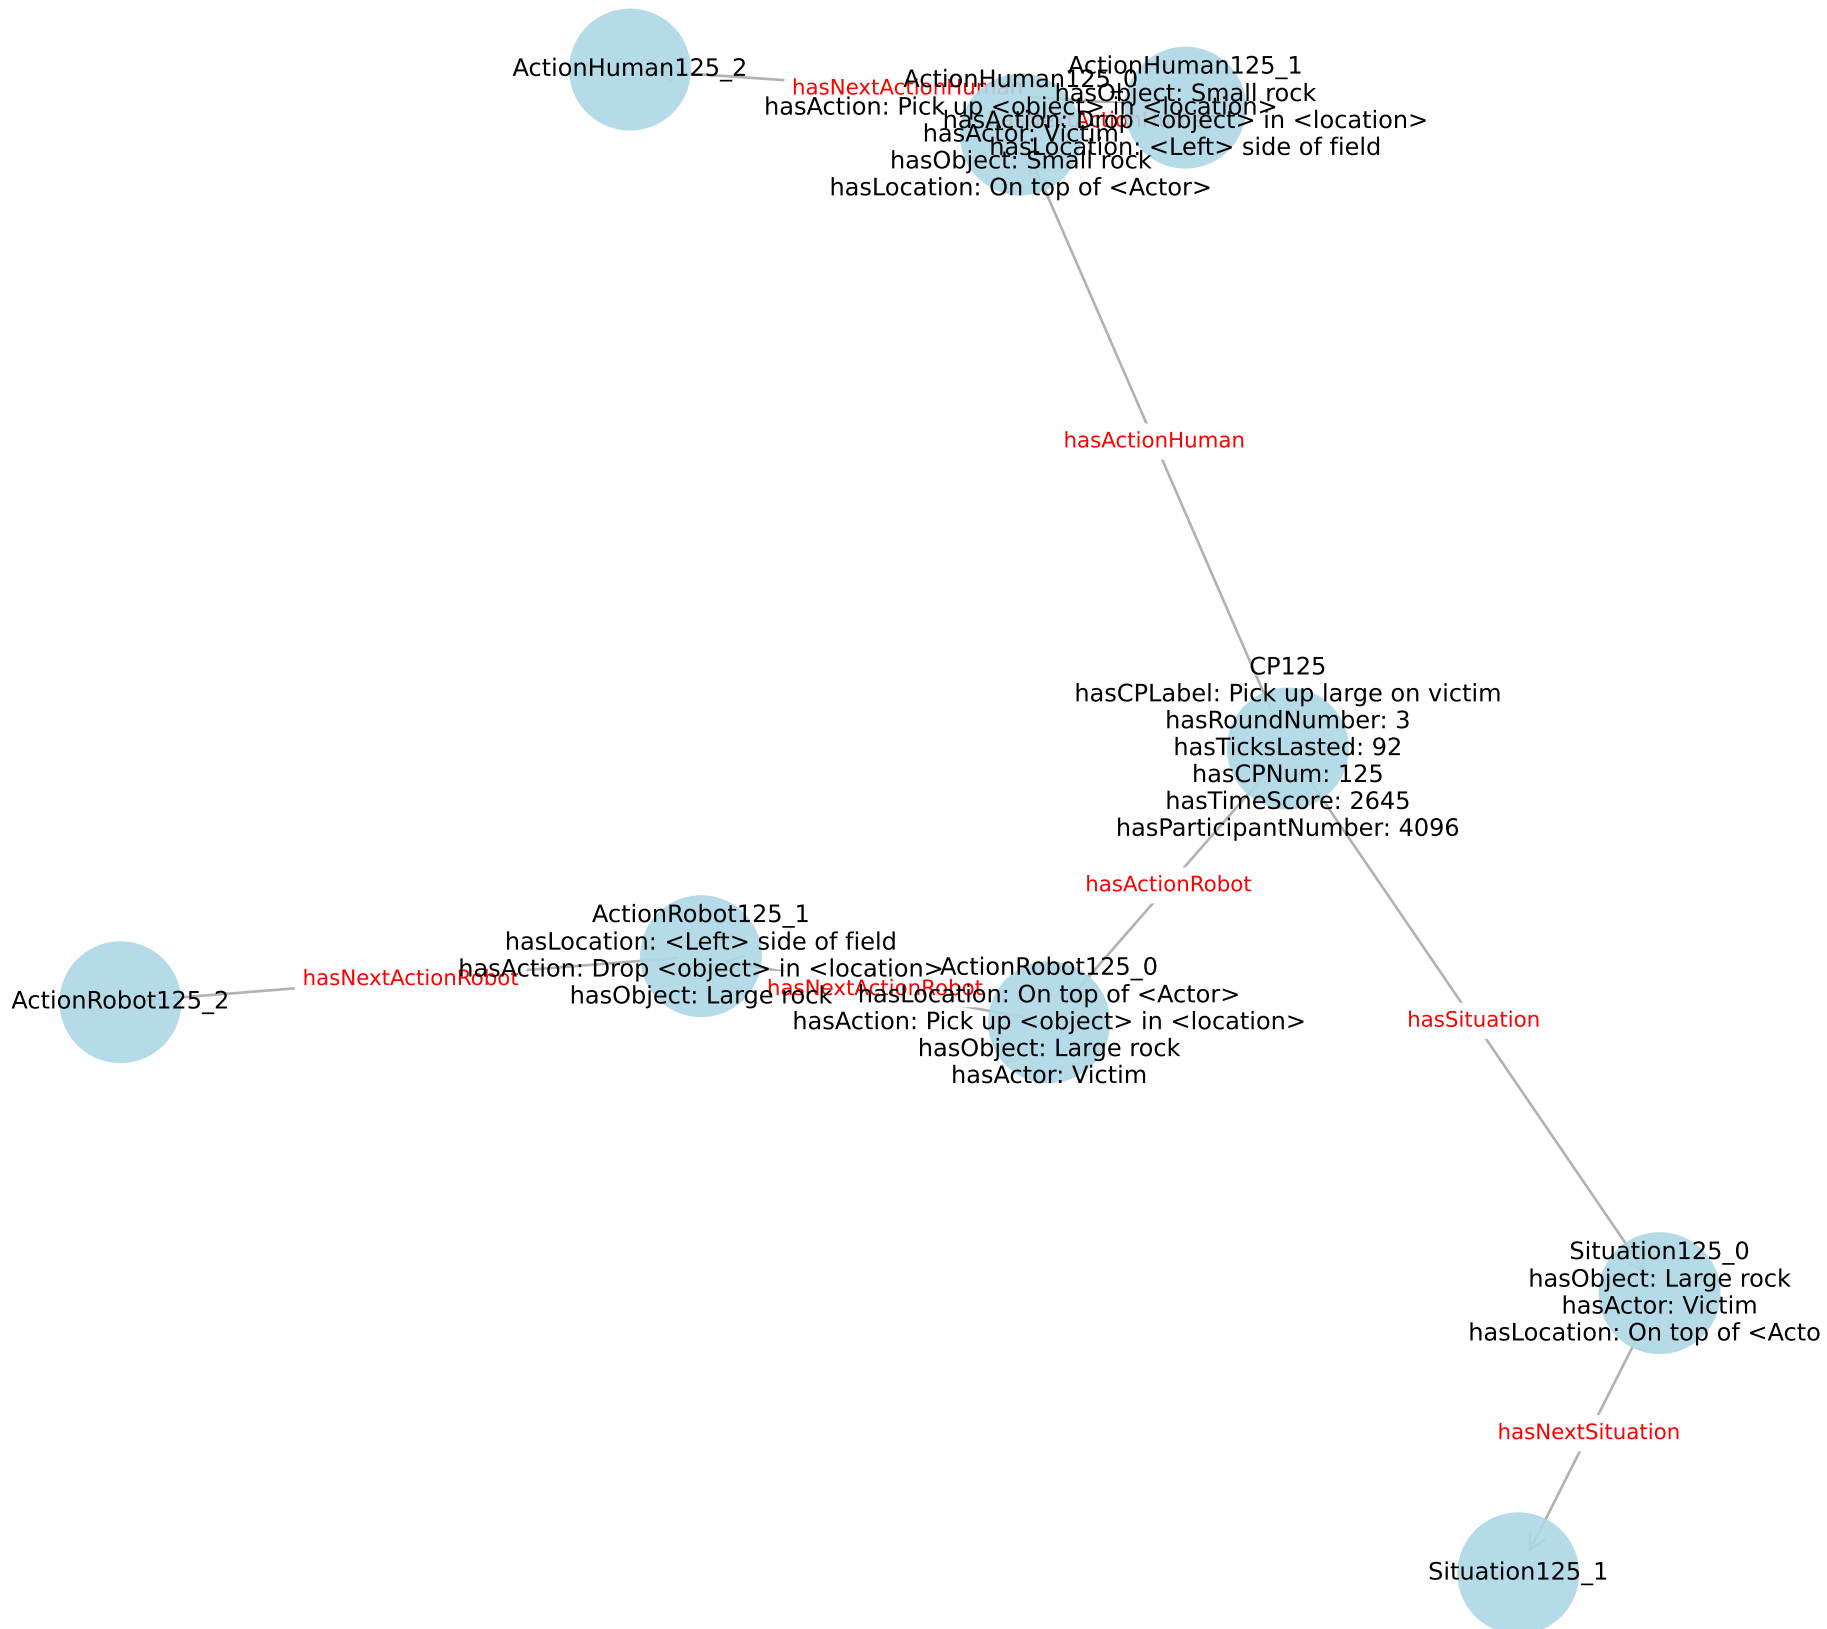 ActionHuman125_2
hasNextActionHuman
ActionHuman125_0
hasAction: Pick up <object> in <location>
hasActor: Victim
hasObject: Small rock
hasLocation: On top of <Actor>
ActionHuman125_1
hasObject: Small rock
hasAction: Drop <object> in <location>
hasLocation: <Left> side of field
hasActionHuman
CP125
hasCPLabel: Pick up large on victim
hasRoundNumber: 3
hasTicksLasted: 92
hasCPNum: 125
hasTimeScore: 2645
hasParticipantNumber: 4096
hasActionRobot
ActionRobot125_1
hasLocation: <Left> side of field
hasAction: Drop <object> in <location>
hasObject: Large rock
hasNextActionRobot
ActionRobot125_2
hasNextActionRobot
ActionRobot125_0
hasLocation: On top of <Actor>
hasAction: Pick up <object> in <location>
hasObject: Large rock
hasActor: Victim
hasSituation
Situation125_0
hasObject: Large rock
hasActor: Victim
hasLocation: On top of <Acto
hasNextSituation
Situation125_1